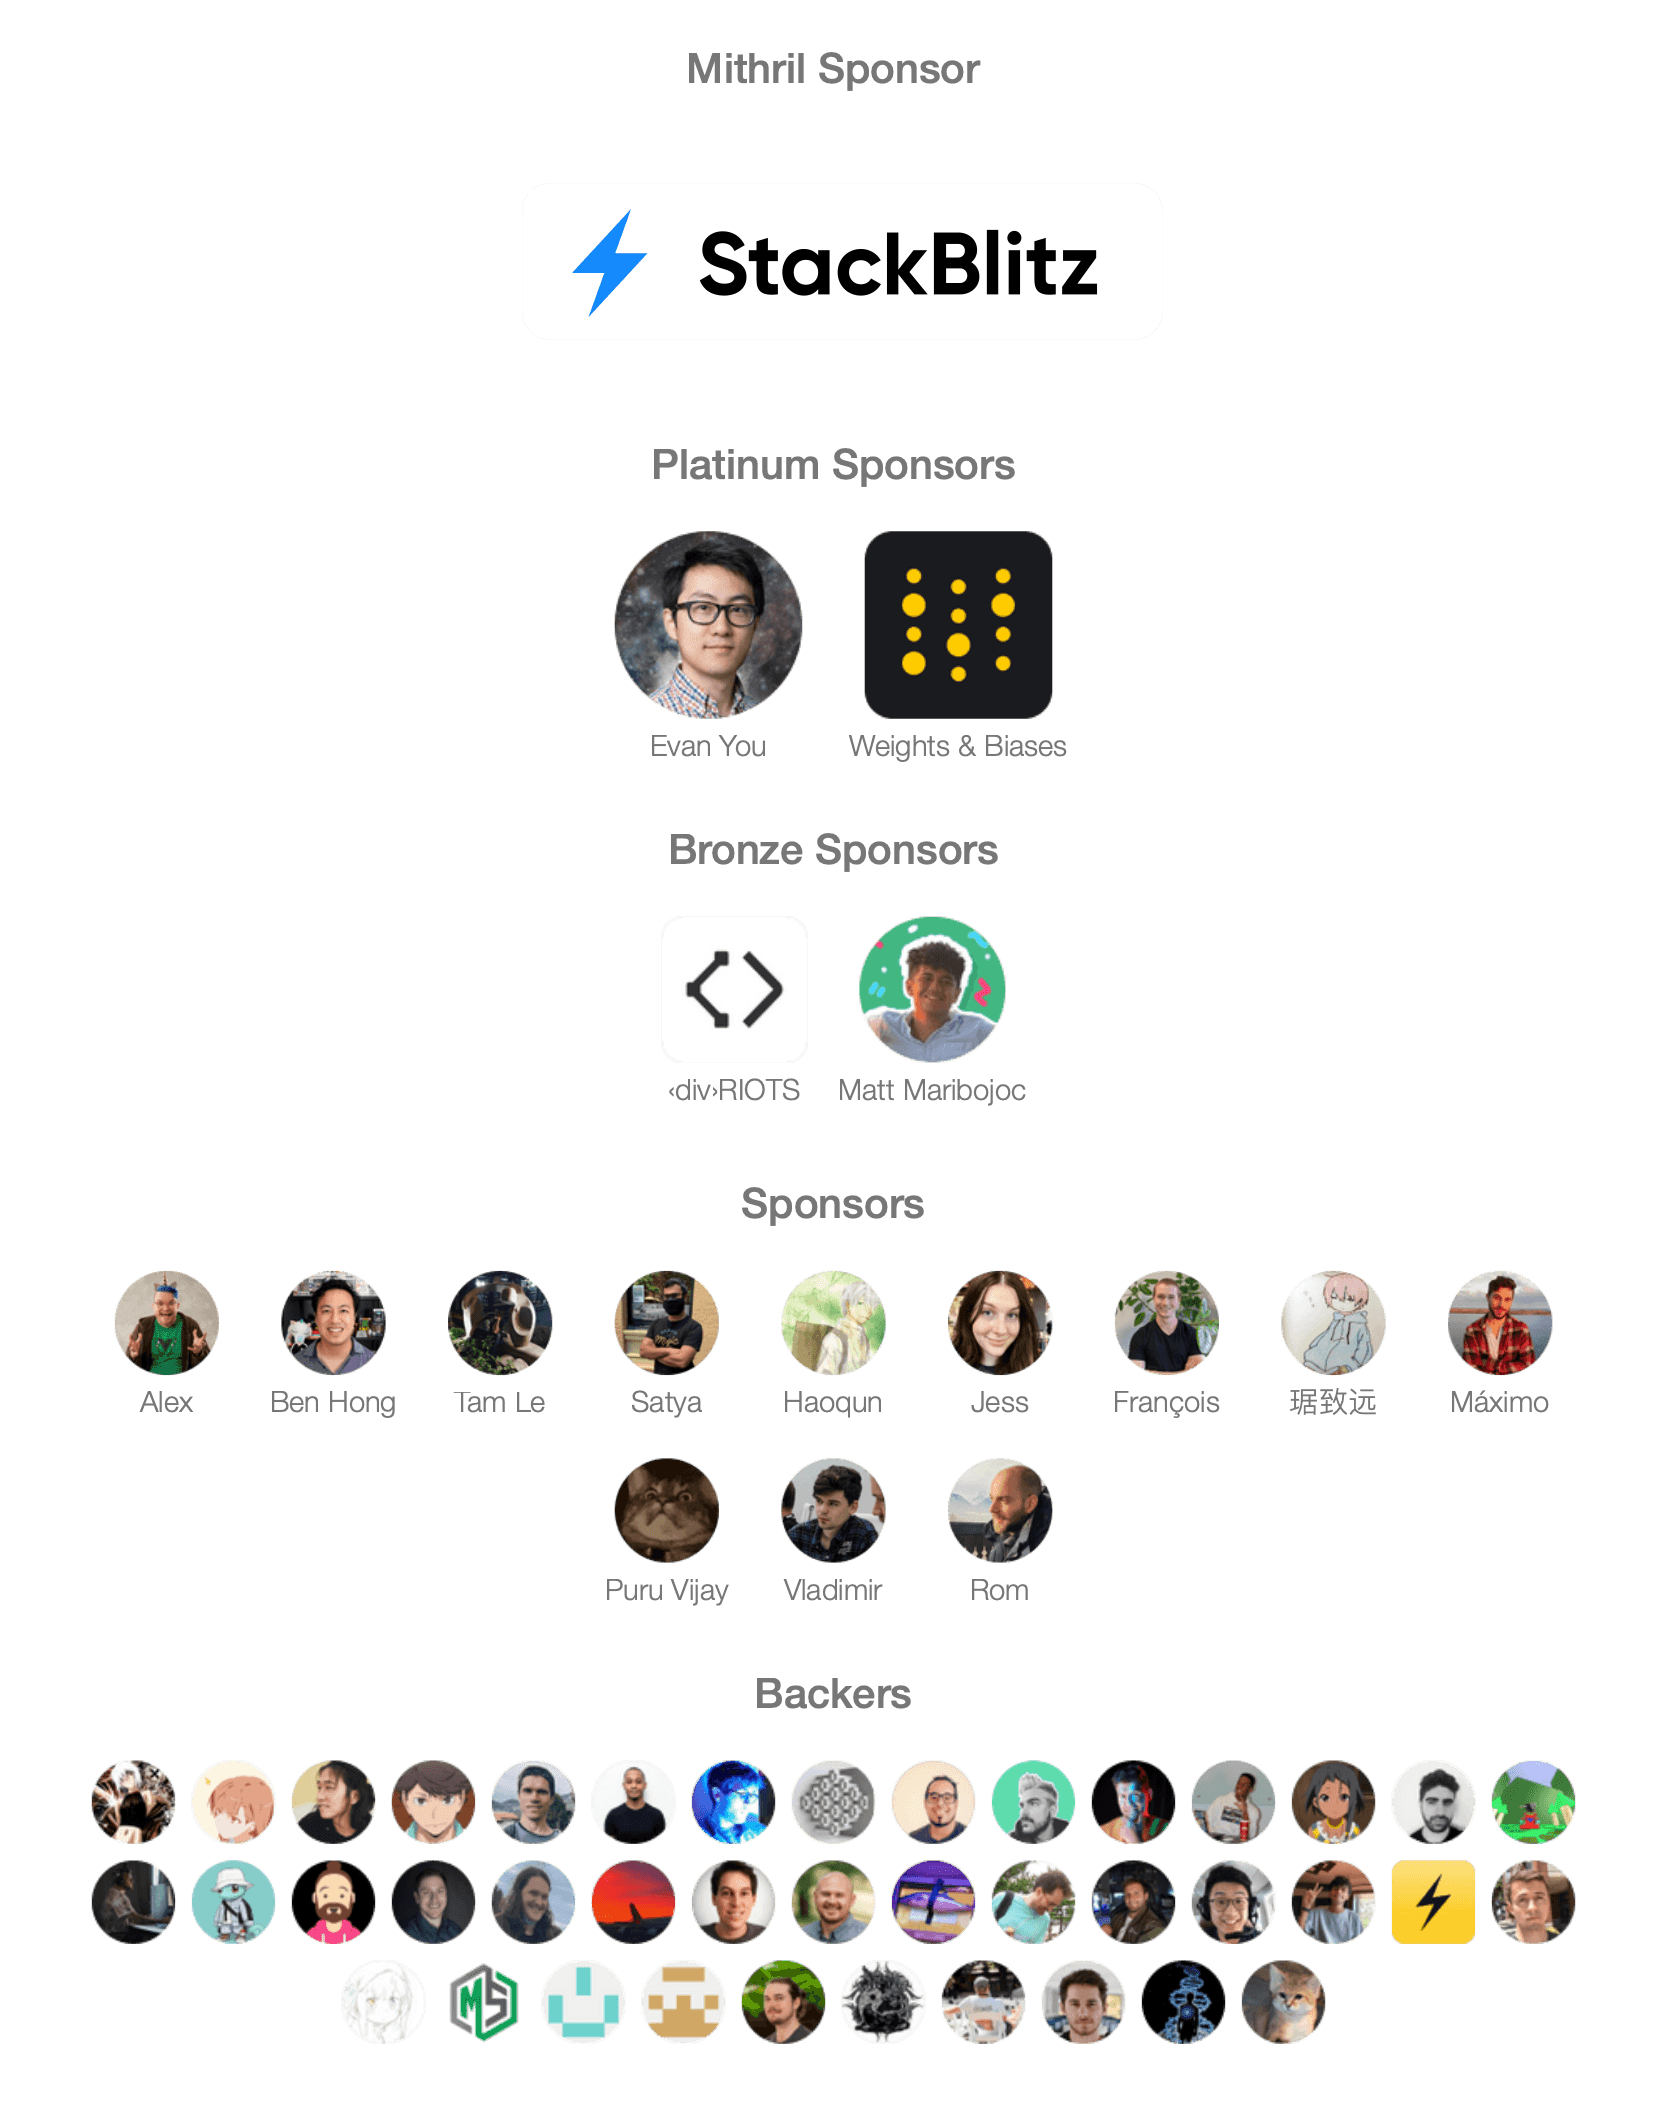 Mithril Sponsor
StackBlitz
Platinum Sponsors
Evan You
Weights & Biases
Bronze Sponsors
‹div›RIOTS
Matt Maribojoc
Sponsors
Alex
Ben Hong
Tam Le
Satya
Haoqun
Jess
François
琚致远
Máximo
Puru Vijay
Vladimir
Rom
Backers
MS